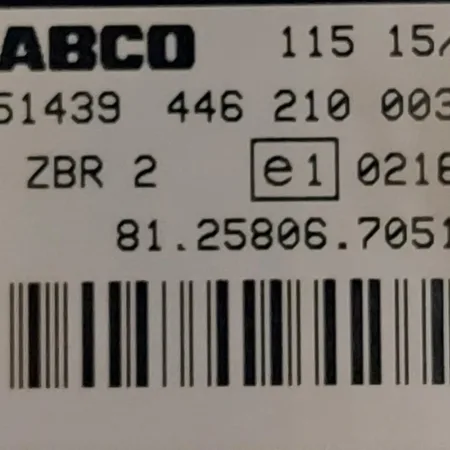 ABCO 115 15/
51439 446 210 003
ZBR 2 e1 0216
81.25806.7051